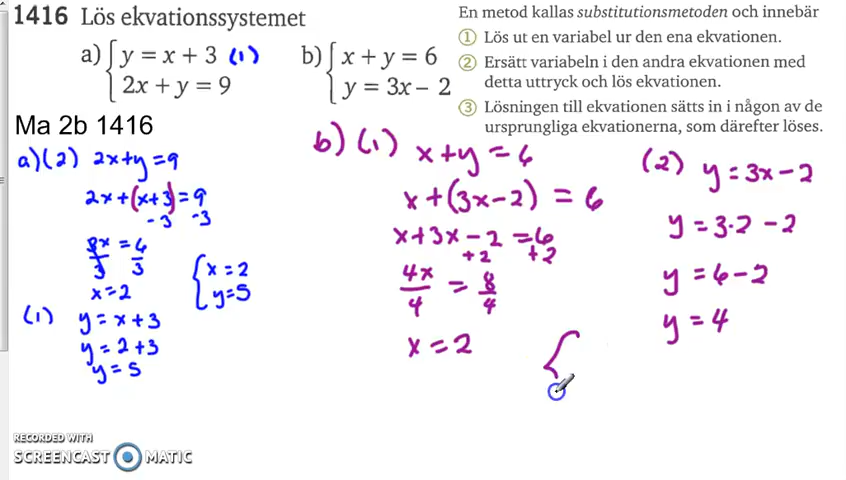 1416 Lös ekvationssystemet
a) { y = x + 3 (1)
2x + y = 9
b) { x + y = 6
y = 3x − 2
En metod kallas substitutionsmetoden och innebär
① Lös ut en variabel ur den ena ekvationen.
② Ersätt variabeln i den andra ekvationen med
detta uttryck och lös ekvationen.
③ Lösningen till ekvationen sätts in i någon av de
ursprungliga ekvationerna, som därefter löses.
Ma 2b 1416
a) (2) 2x+y=9
2x+(x+3)=9
-3 -3
3x/3 = 6/3
x=2
(1) y=x+3
y=2+3
y=5
{ x=2
y=5
b) (1) x+y=6
x+(3x-2)=6
x+3x-2=6
+2 +2
4x/4 = 8/4
x=2
(2) y=3x-2
y=3·2-2
y=6-2
y=4
{
RECORDED WITH
SCREENCAST MATIC